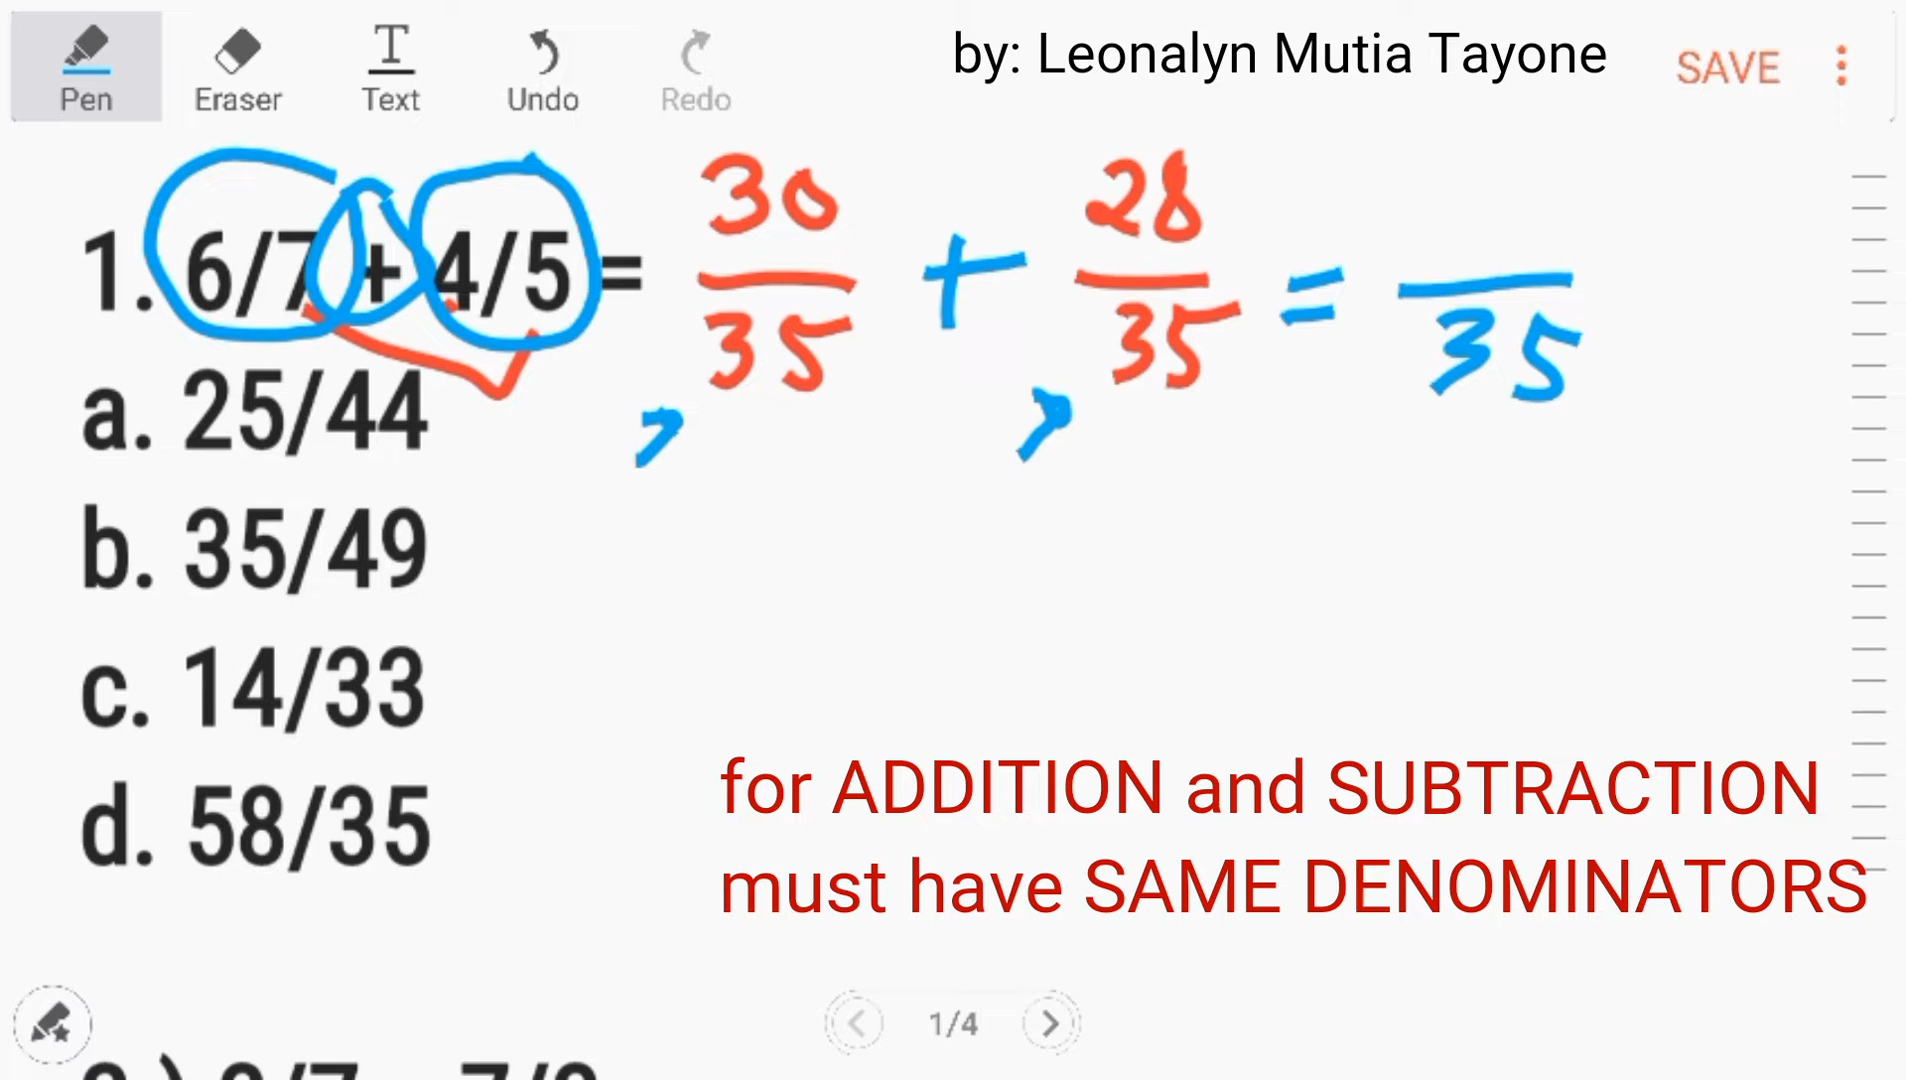 by: Leonalyn Mutia Tayone
SAVE
Pen Eraser Text Undo Redo
1. 6/7 + 4/5 = 30/35 + 28/35 = /35
a. 25/44
b. 35/49
c. 14/33
d. 58/35
for ADDITION and SUBTRACTION
must have SAME DENOMINATORS
1/4